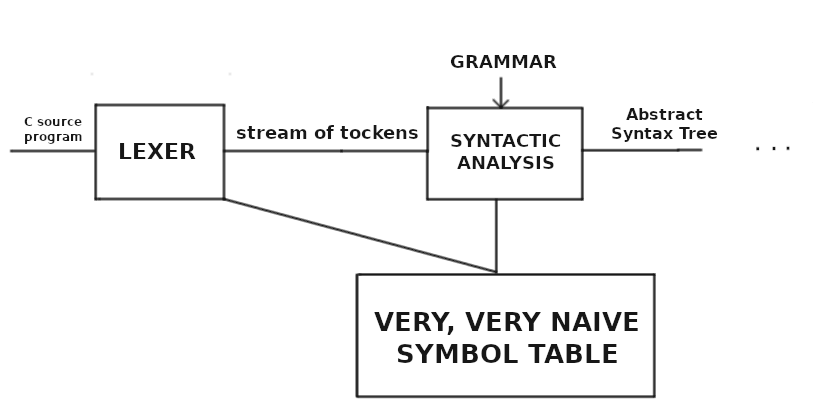 GRAMMAR
C source
program
LEXER
stream of tockens
SYNTACTIC
ANALYSIS
Abstract
Syntax Tree
. . .
VERY, VERY NAIVE
SYMBOL TABLE